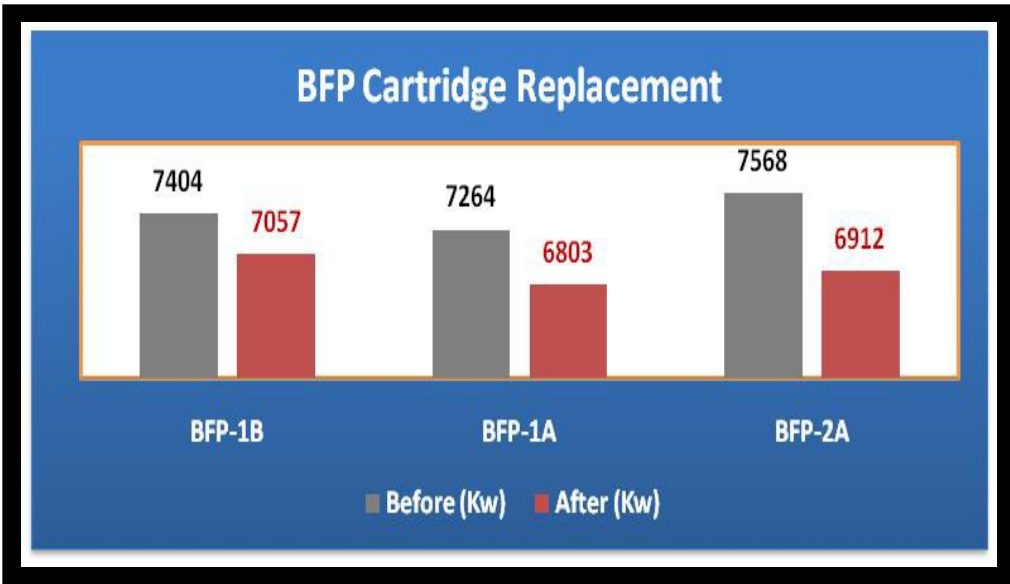 BFP Cartridge Replacement
7404
7057
7264
6803
7568
6912
BFP-1B
BFP-1A
BFP-2A
Before (Kw)
After (Kw)